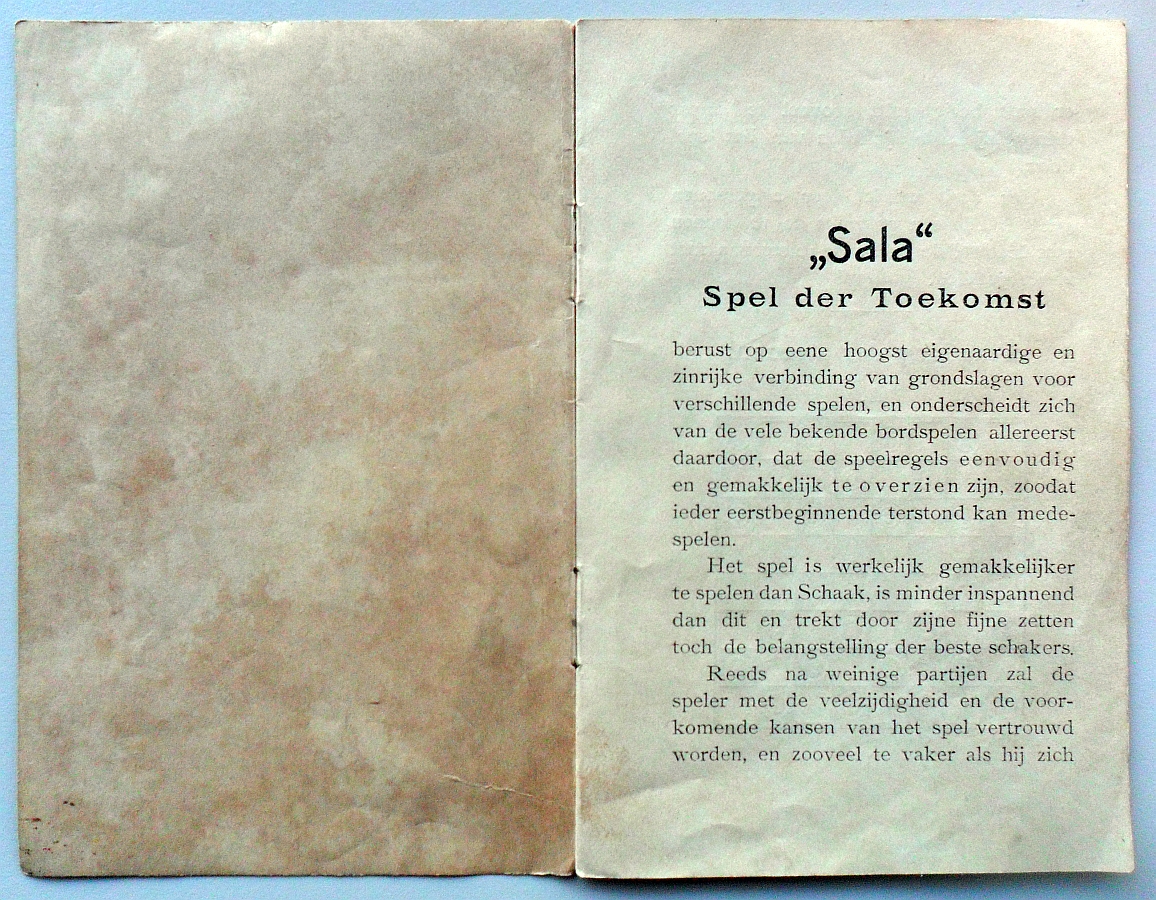 „Sala“
Spel der Toekomst
berust op eene hoogst eigenaardige en
zinrijke verbinding van grondslagen voor
verschillende spelen, en onderscheidt zich
van de vele bekende bordspelen allereerst
daardoor, dat de speelregels eenvoudig
en gemakkelijk te overzien zijn, zoodat
ieder eerstbeginnende terstond kan mede-
spelen.
Het spel is werkelijk gemakkelijker
te spelen dan Schaak, is minder inspannend
dan dit en trekt door zijne fijne zetten
toch de belangstelling der beste schakers.
Reeds na weinige partijen zal de
speler met de veelzijdigheid en de voor-
komende kansen van het spel vertrouwd
worden, en zooveel te vaker als hij zich